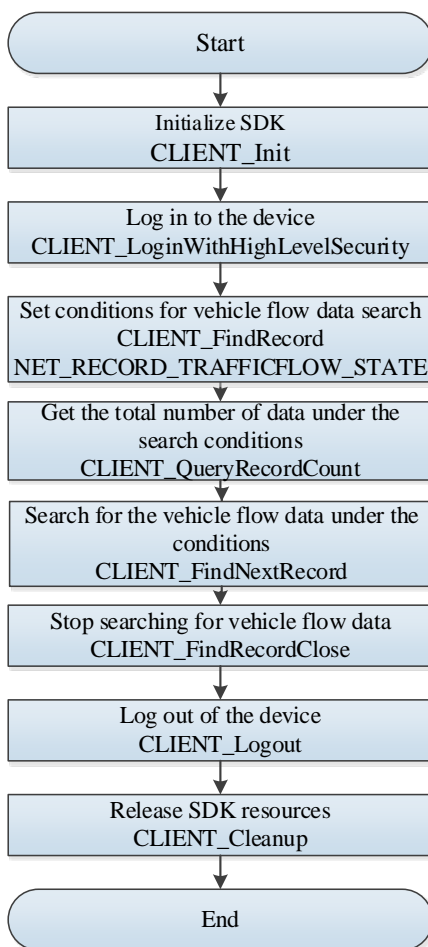 Start
Initialize SDK
CLIENT_Init
Log in to the device
CLIENT_LoginWithHighLevelSecurity
Set conditions for vehicle flow data search
CLIENT_FindRecord
NET_RECORD_TRAFFICFLOW_STATE
Get the total number of data under the
search conditions
CLIENT_QueryRecordCount
Search for the vehicle flow data under the
conditions
CLIENT_FindNextRecord
Stop searching for vehicle flow data
CLIENT_FindRecordClose
Log out of the device
CLIENT_Logout
Release SDK resources
CLIENT_Cleanup
End